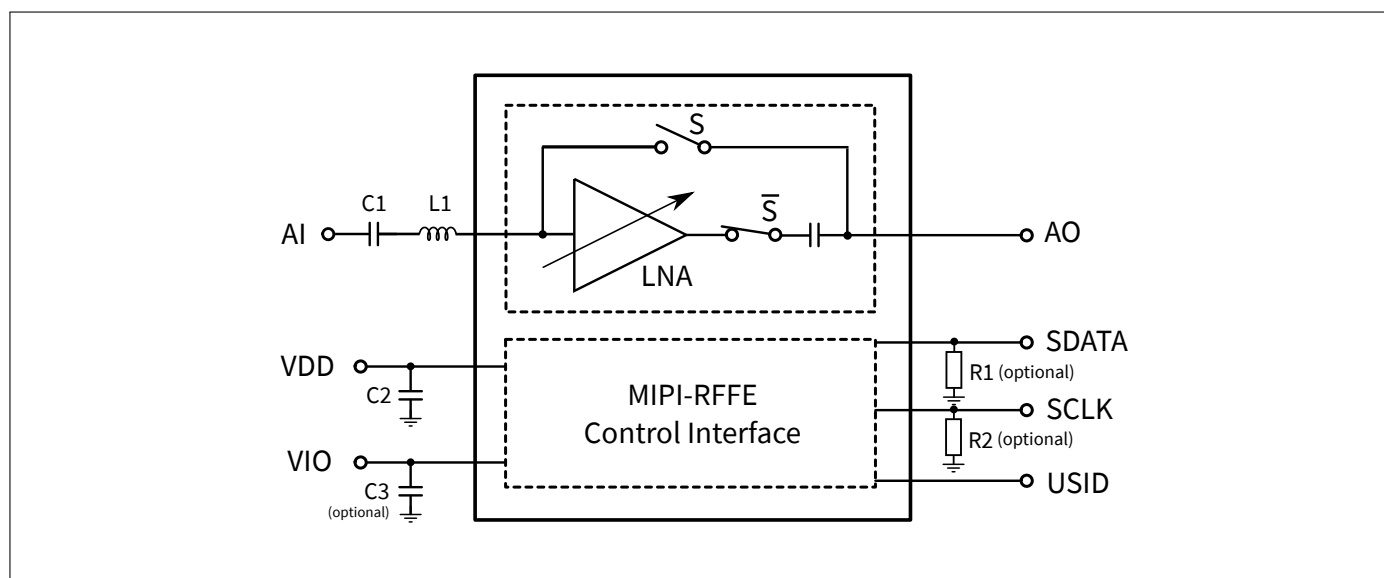 S
C1
L1
S̅
AI
AO
LNA
SDATA
VDD
R1 (optional)
C2
MIPI-RFFE
Control Interface
SCLK
R2 (optional)
VIO
C3
(optional)
USID